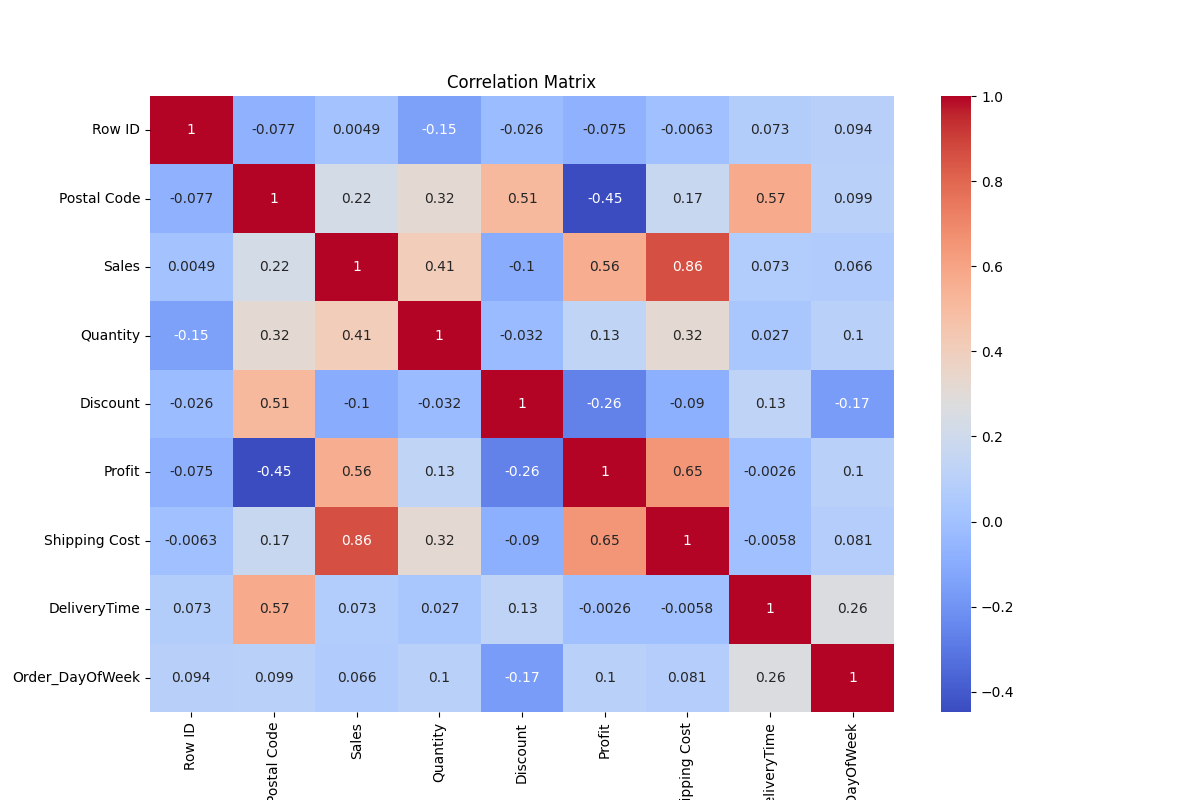 Correlation Matrix
Row ID 1 -0.077 0.0049 -0.15 -0.026 -0.075 -0.0063 0.073 0.094
Postal Code -0.077 1 0.22 0.32 0.51 -0.45 0.17 0.57 0.099
Sales 0.0049 0.22 1 0.41 -0.1 0.56 0.86 0.073 0.066
Quantity -0.15 0.32 0.41 1 -0.032 0.13 0.32 0.027 0.1
Discount -0.026 0.51 -0.1 -0.032 1 -0.26 -0.09 0.13 -0.17
Profit -0.075 -0.45 0.56 0.13 -0.26 1 0.65 -0.0026 0.1
Shipping Cost -0.0063 0.17 0.86 0.32 -0.09 0.65 1 -0.0058 0.081
DeliveryTime 0.073 0.57 0.073 0.027 0.13 -0.0026 -0.0058 1 0.26
Order_DayOfWeek 0.094 0.099 0.066 0.1 -0.17 0.1 0.081 0.26 1
Row ID
Postal Code
Sales
Quantity
Discount
Profit
ipping Cost
eliveryTime
DayOfWeek
1.0
0.8
0.6
0.4
0.2
0.0
−0.2
−0.4